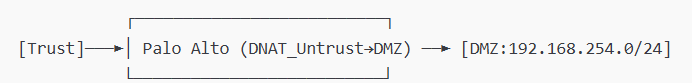 [Trust]──►│ Palo Alto (DNAT_Untrust→DMZ) ──► [DMZ:192.168.254.0/24]